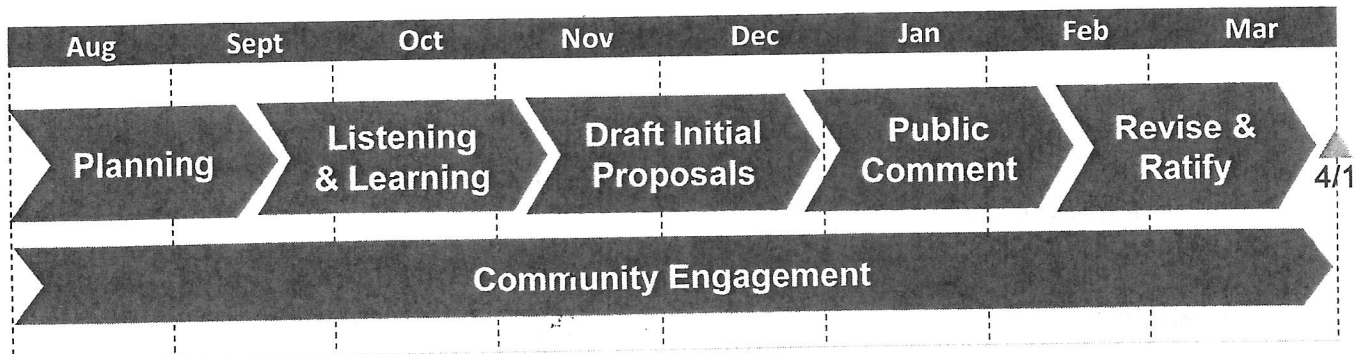 Aug Sept Oct Nov Dec Jan Feb Mar
Planning
Listening
& Learning
Draft Initial
Proposals
Public
Comment
Revise &
Ratify
4/1
Community Engagement